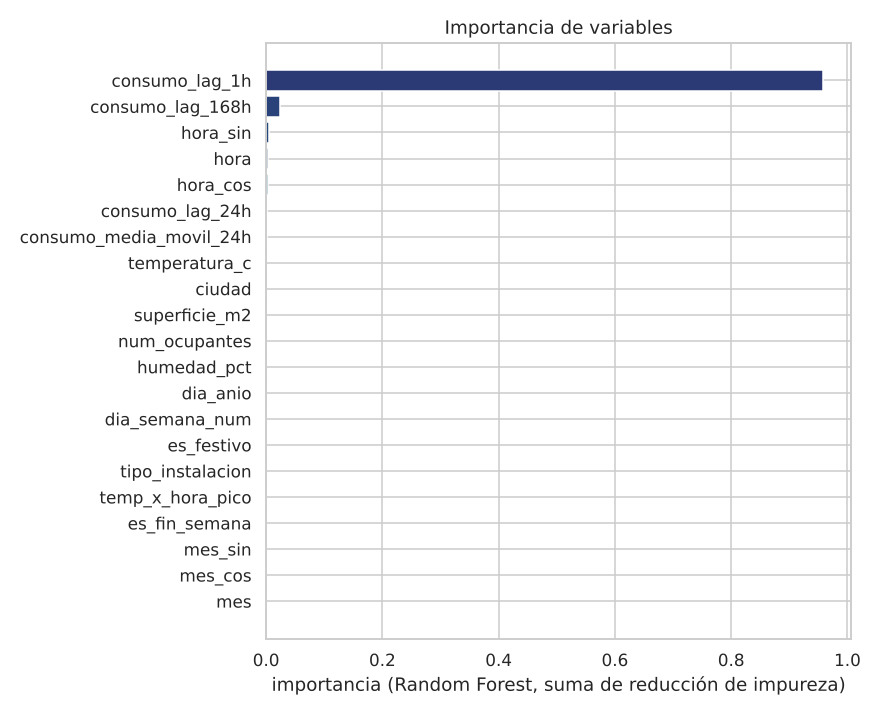 Importancia de variables
consumo_lag_1h
consumo_lag_168h
hora_sin
hora
hora_cos
consumo_lag_24h
consumo_media_movil_24h
temperatura_c
ciudad
superficie_m2
num_ocupantes
humedad_pct
dia_anio
dia_semana_num
es_festivo
tipo_instalacion
temp_x_hora_pico
es_fin_semana
mes_sin
mes_cos
mes
0.0 0.2 0.4 0.6 0.8 1.0
importancia (Random Forest, suma de reducción de impureza)